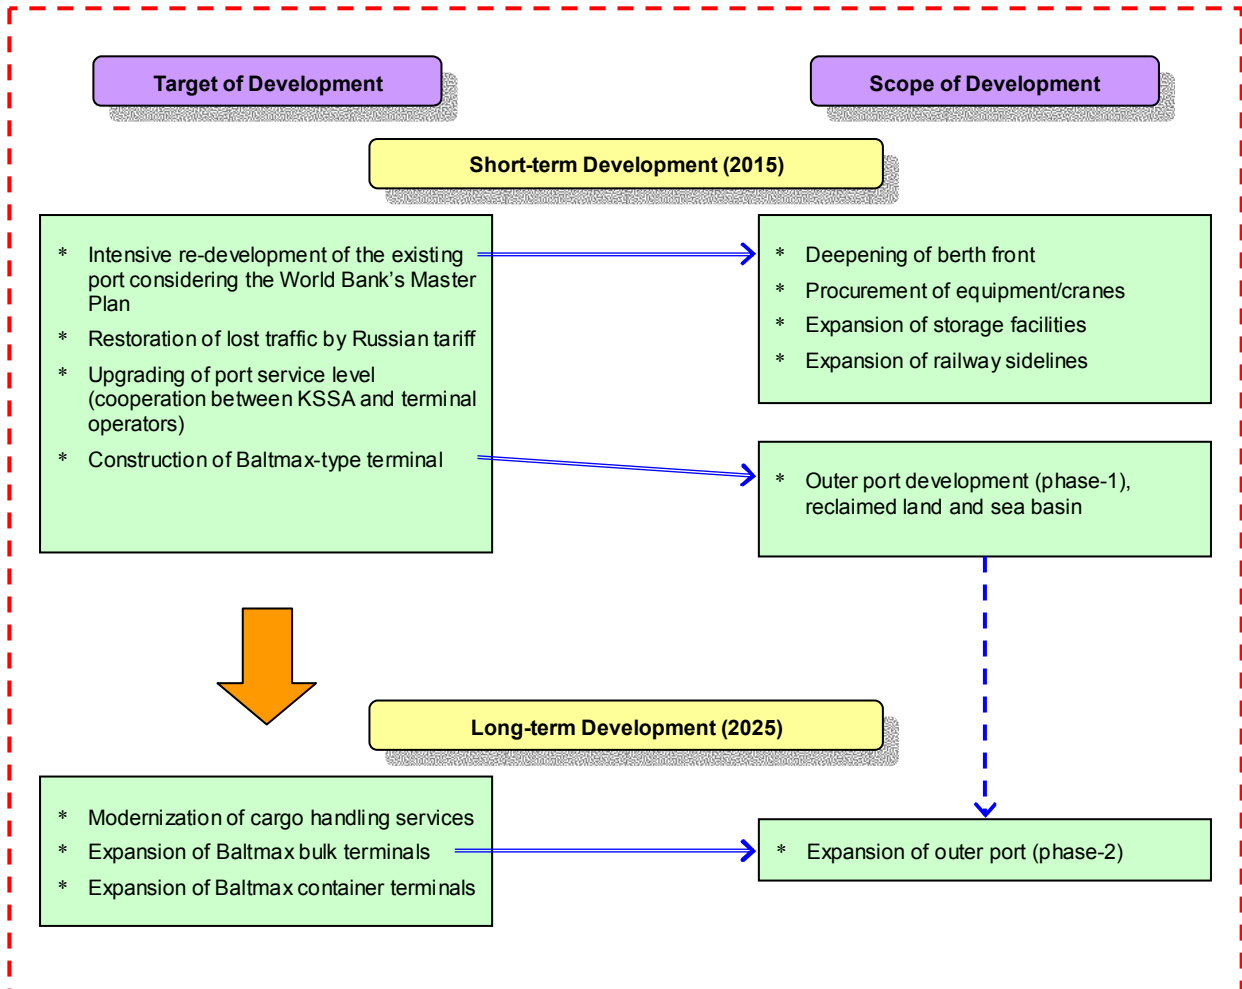 Target of Development
Scope of Development
Short-term Development (2015)
* Intensive re-development of the existing
port considering the World Bank’s Master
Plan
* Restoration of lost traffic by Russian tariff
* Upgrading of port service level
(cooperation between KSSA and terminal
operators)
* Construction of Baltmax-type terminal
* Deepening of berth front
* Procurement of equipment/cranes
* Expansion of storage facilities
* Expansion of railway sidelines
* Outer port development (phase-1),
reclaimed land and sea basin
Long-term Development (2025)
* Modernization of cargo handling services
* Expansion of Baltmax bulk terminals
* Expansion of Baltmax container terminals
* Expansion of outer port (phase-2)